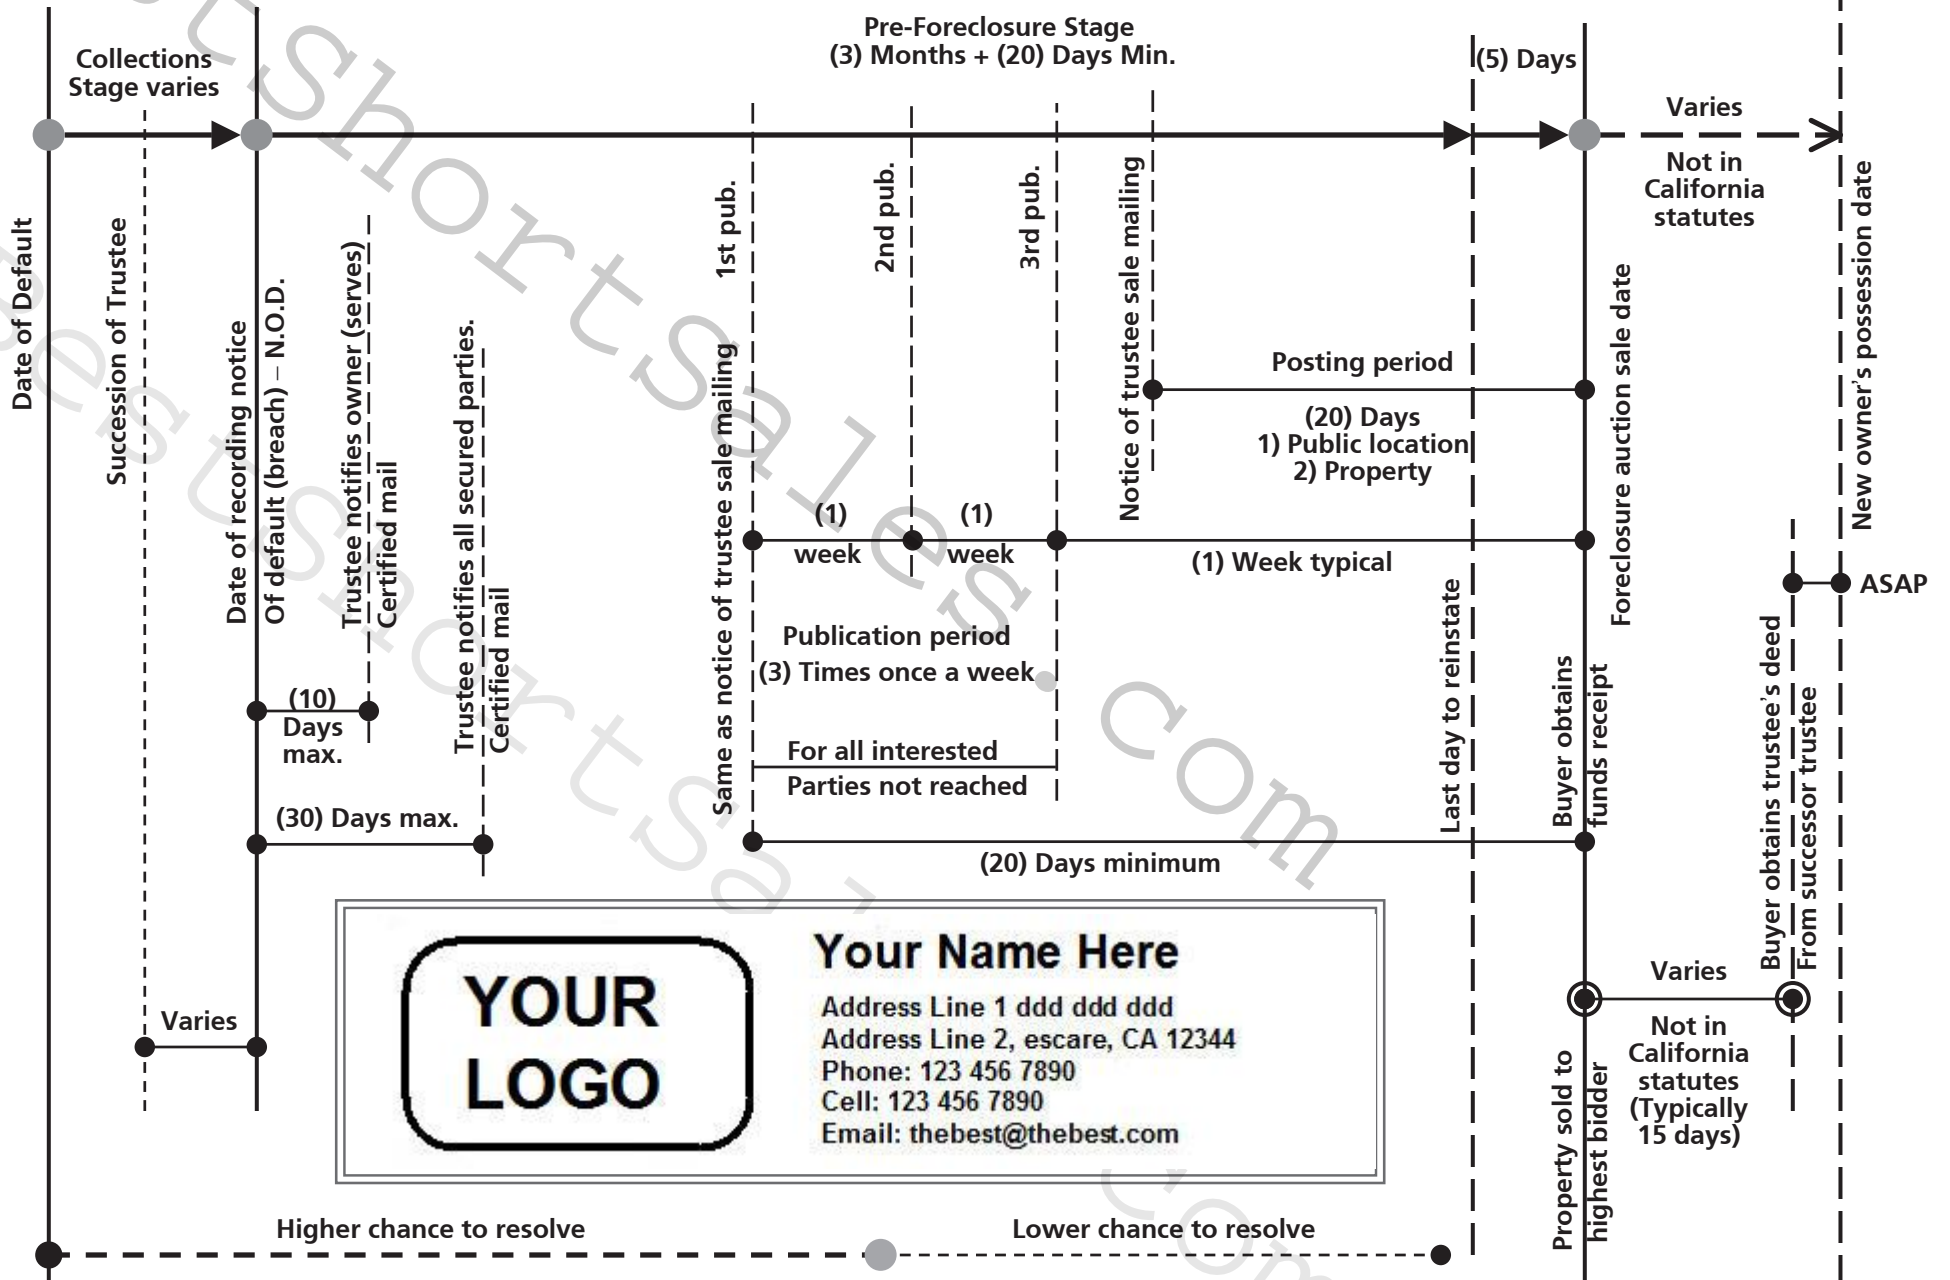 Pre-Foreclosure Stage
(3) Months + (20) Days Min.
Collections
Stage varies
(5) Days
Varies
Not in
California
statutes
Date of Default
Succession of Trustee
Date of recording notice
Of default (breach) – N.O.D.
Trustee notifies owner (serves)
Certified mail
Trustee notifies all secured parties.
Certified mail
1st pub.
Same as notice of trustee sale mailing
2nd pub.
3rd pub.
Notice of trustee sale mailing
Posting period
(20) Days
1) Public location
2) Property
(1)
week
(1)
week
(1) Week typical
Publication period
(3) Times once a week
For all interested
Parties not reached
(20) Days minimum
(10)
Days
max.
(30) Days max.
Varies
Last day to reinstate
Foreclosure auction sale date
Buyer obtains
funds receipt
Property sold to
highest bidder
New owner's possession date
ASAP
Buyer obtains trustee's deed
From successor trustee
Varies
Not in
California
statutes
(Typically
15 days)
YOUR
LOGO
Your Name Here
Address Line 1 ddd ddd ddd
Address Line 2, escare, CA 12344
Phone: 123 456 7890
Cell: 123 456 7890
Email: thebest@thebest.com
Higher chance to resolve
Lower chance to resolve